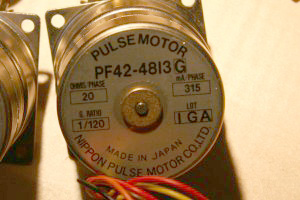 PULSE MOTOR
PF42-48I3G
OHMS/PHASE
20
mA/PHASE
315
G. RATIO
1/120
LOT
I GA
MADE IN JAPAN
NIPPON PULSE MOTOR CO.,LTD.